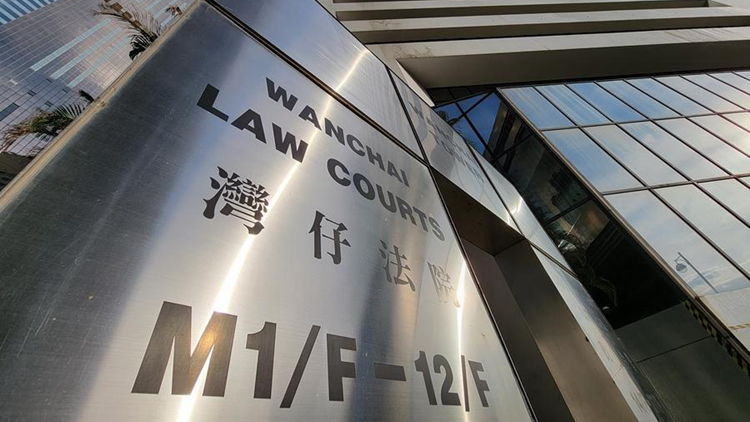 WANCHAI
LAW COURTS
灣仔法院
M1/F-12/F